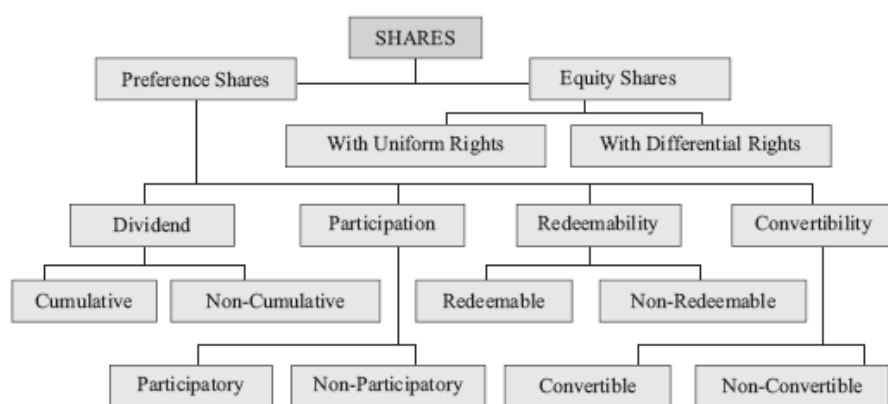 SHARES
Preference Shares
Equity Shares
With Uniform Rights
With Differential Rights
Dividend
Participation
Redeemability
Convertibility
Cumulative
Non-Cumulative
Redeemable
Non-Redeemable
Participatory
Non-Participatory
Convertible
Non-Convertible